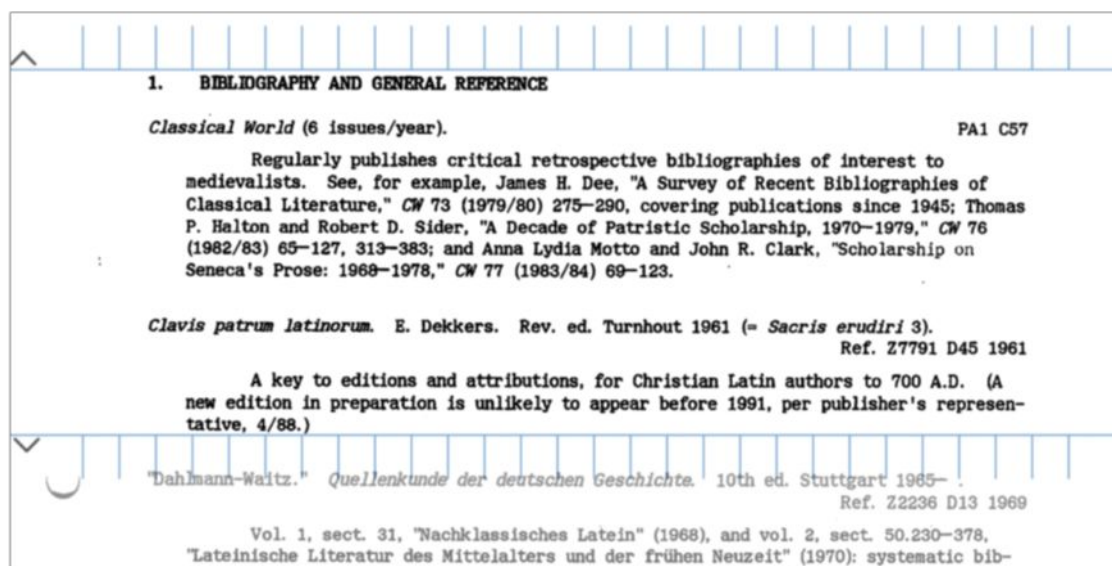 1. BIBLIOGRAPHY AND GENERAL REFERENCE
Classical World (6 issues/year). PA1 C57
Regularly publishes critical retrospective bibliographies of interest to
medievalists. See, for example, James H. Dee, "A Survey of Recent Bibliographies of
Classical Literature," CW 73 (1979/80) 275—290, covering publications since 1945; Thomas
P. Halton and Robert D. Sider, "A Decade of Patristic Scholarship, 1970—1979," CW 76
(1982/83) 65—127, 313—383; and Anna Lydia Motto and John R. Clark, "Scholarship on
Seneca's Prose: 1968—1978," CW 77 (1983/84) 69—123.
Clavis patrum latinorum. E. Dekkers. Rev. ed. Turnhout 1961 (= Sacris erudiri 3).
Ref. Z7791 D45 1961
A key to editions and attributions, for Christian Latin authors to 700 A.D. (A
new edition in preparation is unlikely to appear before 1991, per publisher's represen-
tative, 4/88.)
"Dahlmann-Waitz." Quellenkunde der deutschen Geschichte. 10th ed. Stuttgart 1965— .
Ref. Z2236 D13 1969
Vol. 1, sect. 31, "Nachklassisches Latein" (1968), and vol. 2, sect. 50.230—378,
"Lateinische Literatur des Mittelalters und der frühen Neuzeit" (1970): systematic bib-